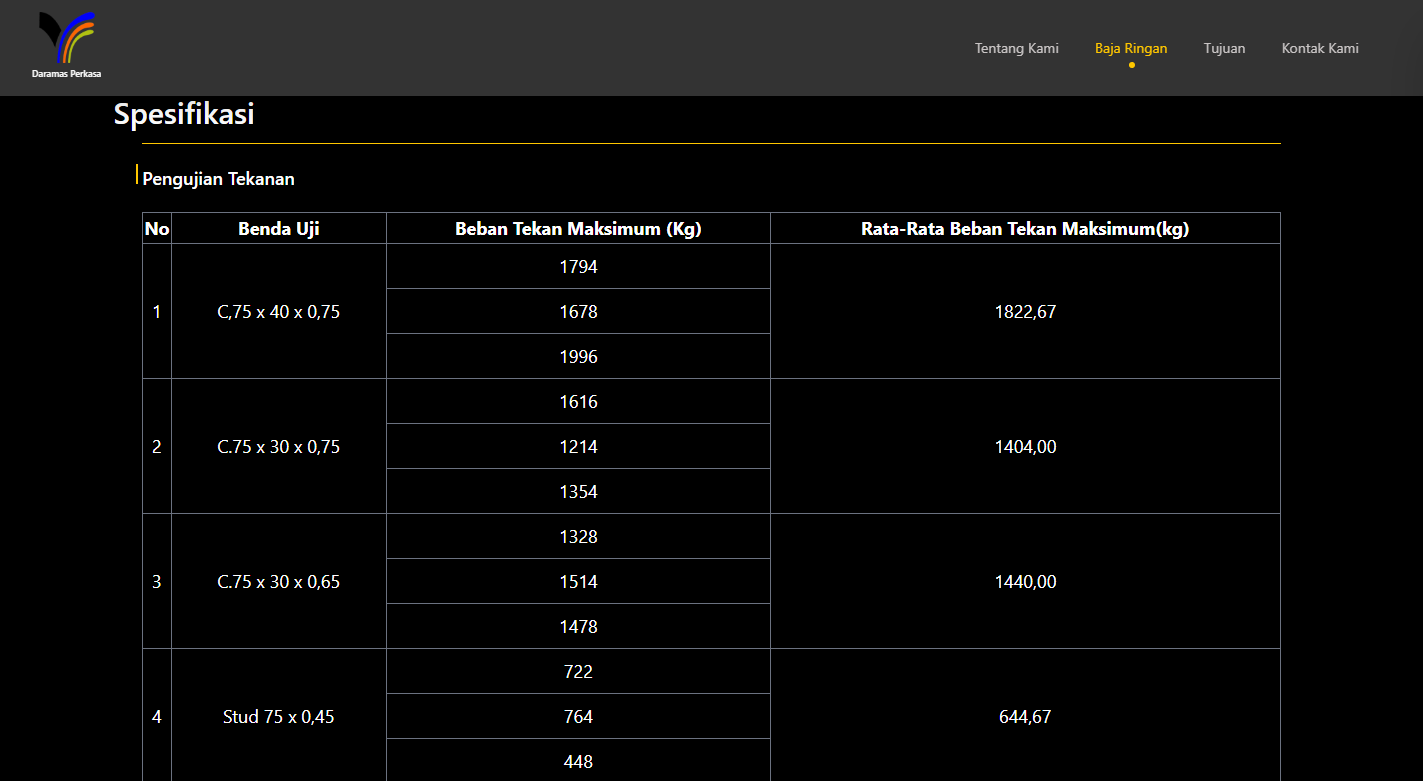 Daramas Perkasa
Tentang Kami Baja Ringan Tujuan Kontak Kami
Spesifikasi
Pengujian Tekanan
No Benda Uji Beban Tekan Maksimum (Kg) Rata-Rata Beban Tekan Maksimum(kg)
1794
1 C,75 x 40 x 0,75 1678 1822,67
1996
1616
2 C.75 x 30 x 0,75 1214 1404,00
1354
1328
3 C.75 x 30 x 0,65 1514 1440,00
1478
722
4 Stud 75 x 0,45 764 644,67
448